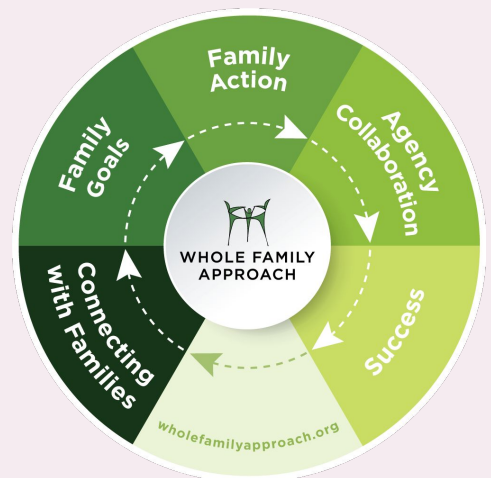 Family
Action
Agency
Collaboration
Success
wholefamilyapproach.org
Connecting
with Families
Family
Goals
WHOLE FAMILY
APPROACH